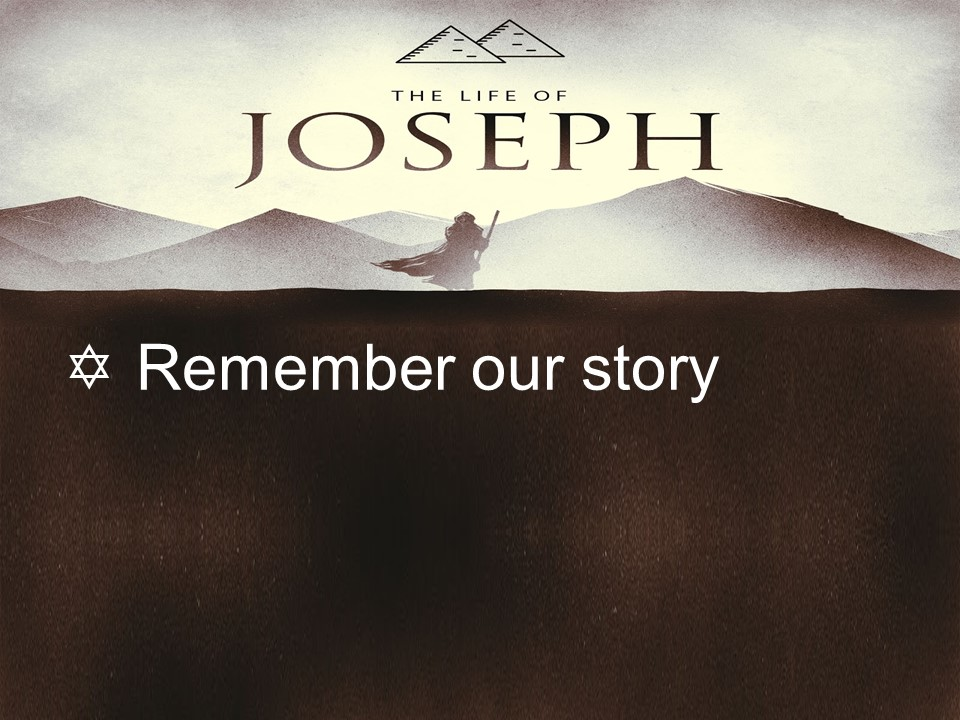 THE LIFE OF
JOSEPH
✡ Remember our story